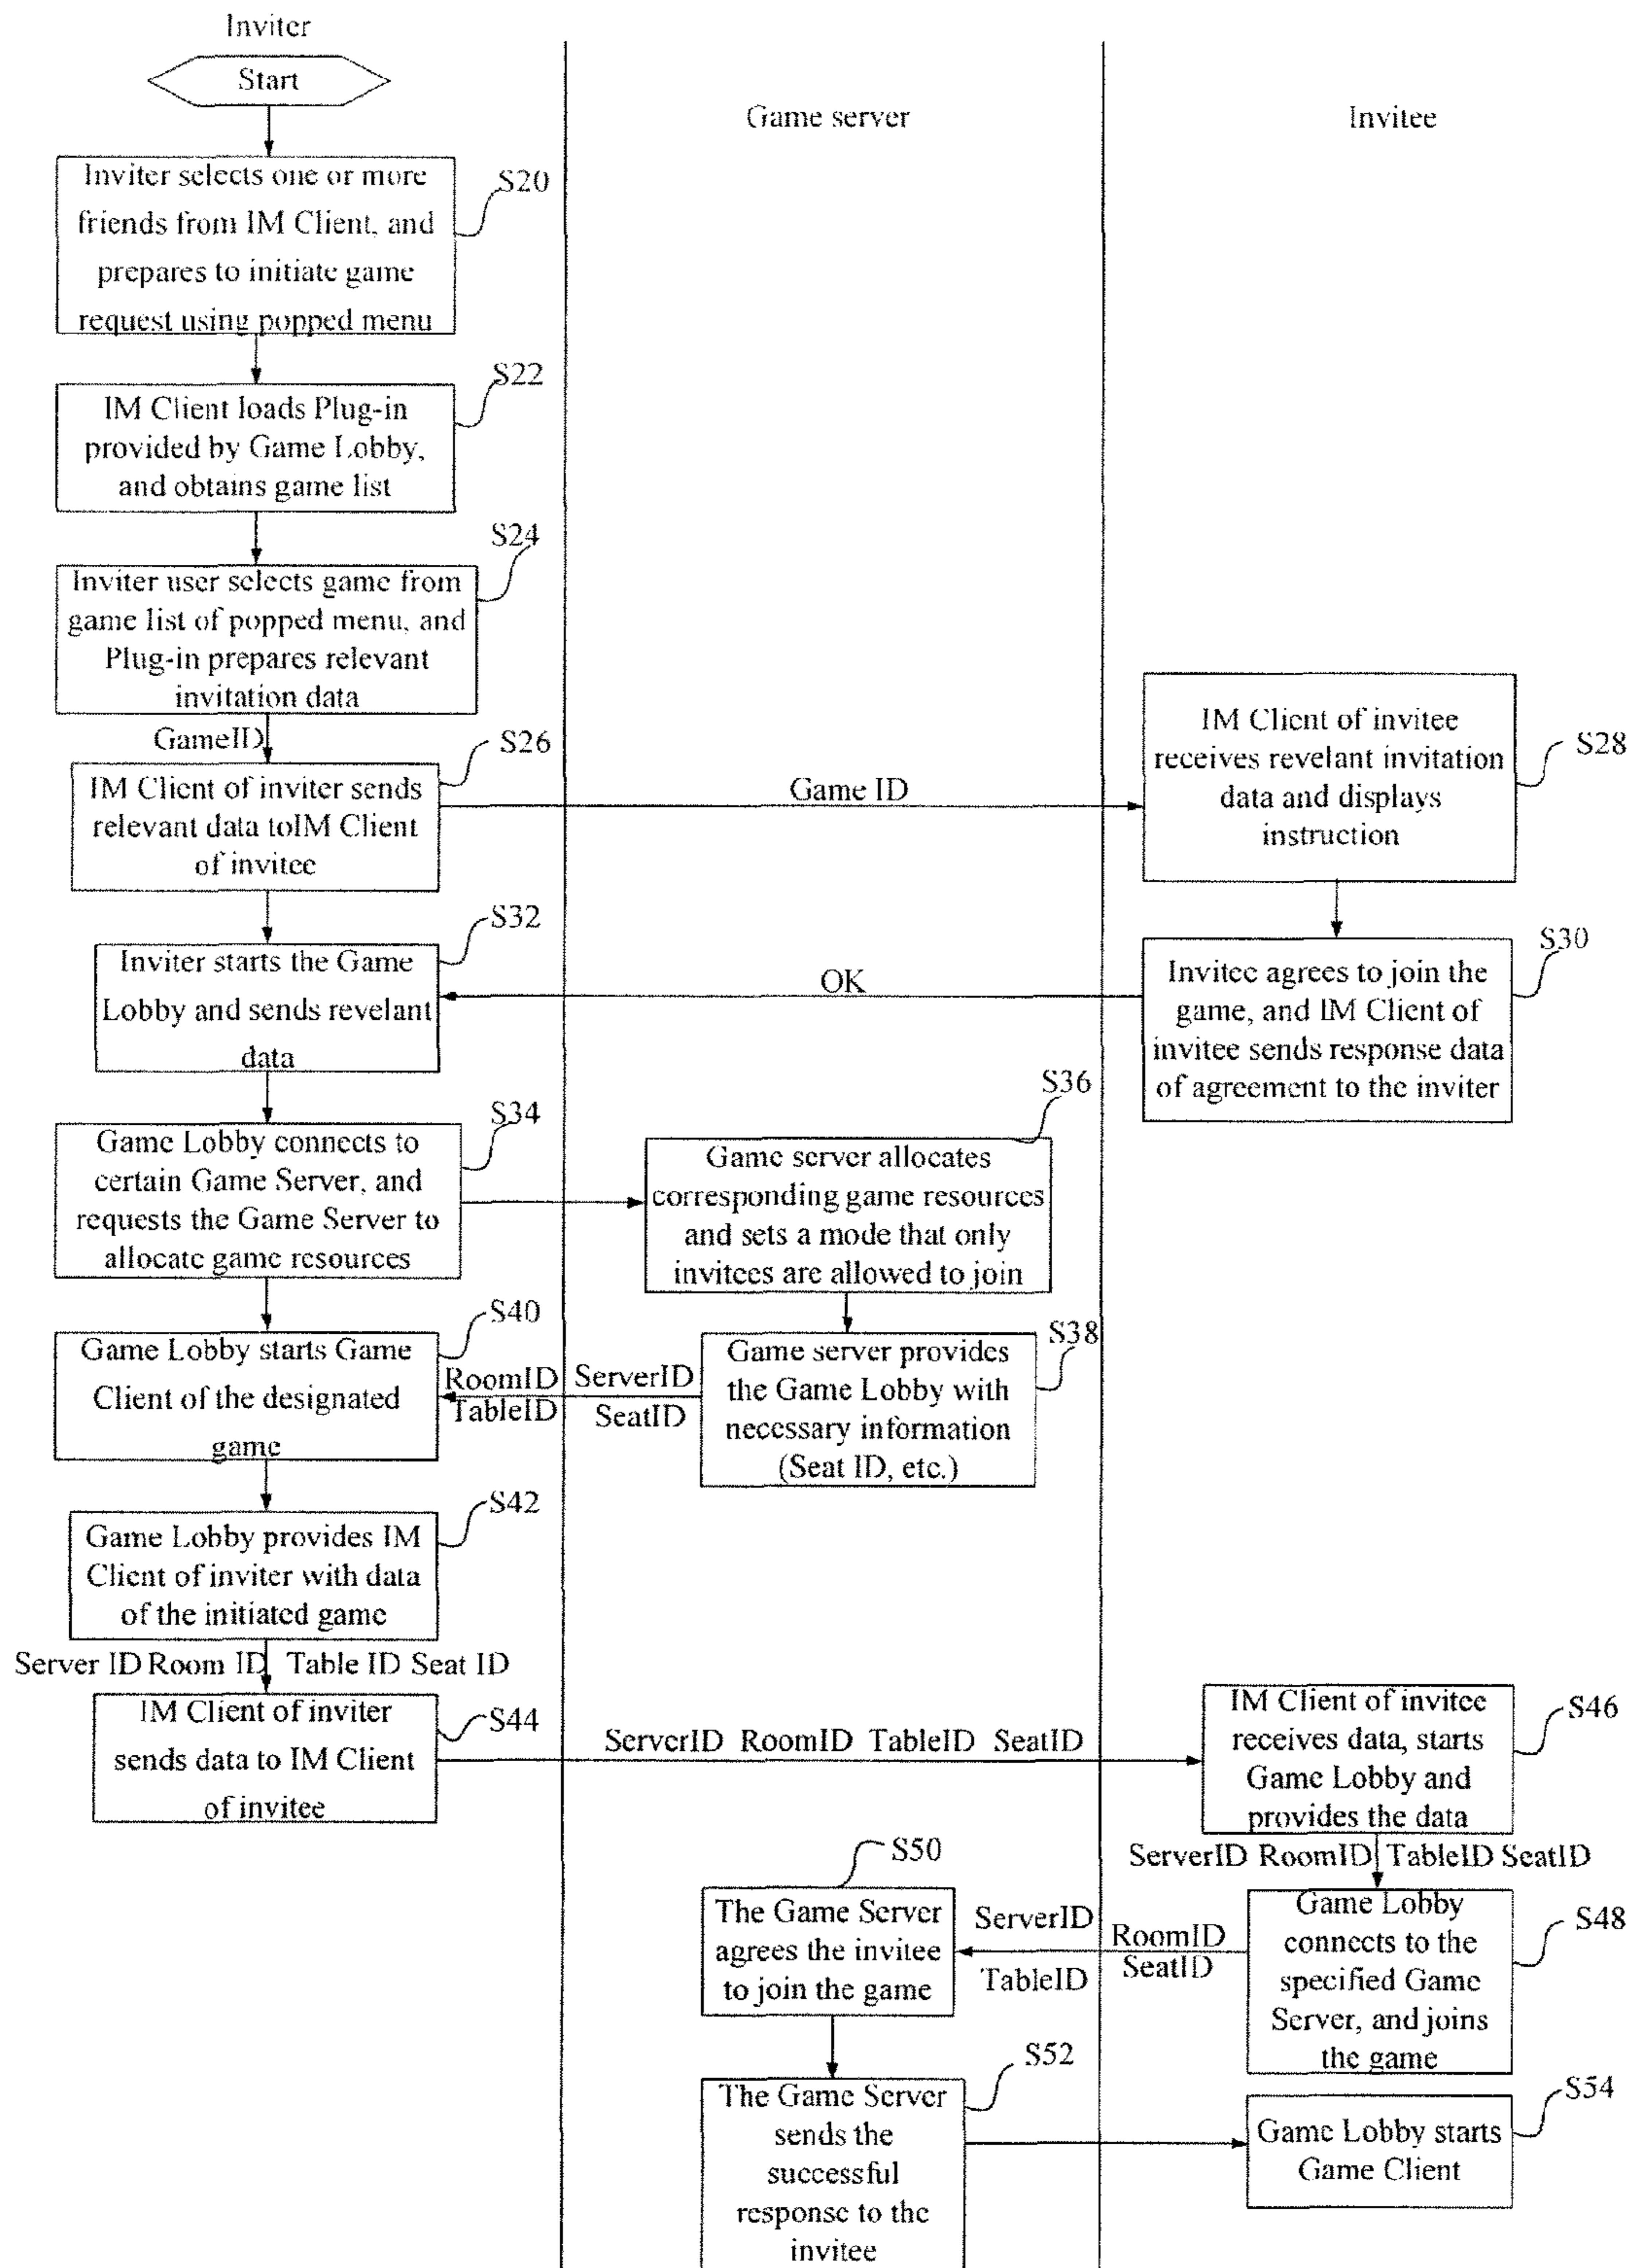 Inviter
Start
Game server
Invitee
Inviter selects one or more
friends from IM Client, and
prepares to initiate game
request using popped menu
S20
IM Client loads Plug-in
provided by Game Lobby,
and obtains game list
S22
Inviter user selects game from
game list of popped menu, and
Plug-in prepares relevant
invitation data
S24
GameID
IM Client of inviter sends
relevant data toIM Client
of invitee
S26
Game ID
IM Client of invitee
receives revelant invitation
data and displays
instruction
S28
Invitee agrees to join the
game, and IM Client of
invitee sends response data
of agreement to the inviter
S30
OK
Inviter starts the Game
Lobby and sends revelant
data
S32
Game Lobby connects to
certain Game Server, and
requests the Game Server to
allocate game resources
S34
Game server allocates
corresponding game resources
and sets a mode that only
invitees are allowed to join
S36
Game server provides
the Game Lobby with
necessary information
(Seat ID, etc.)
S38
RoomID ServerID
TableID SeatID
Game Lobby starts Game
Client of the designated
game
S40
Game Lobby provides IM
Client of inviter with data
of the initiated game
S42
Server ID Room ID Table ID Seat ID
IM Client of inviter
sends data to IM Client
of invitee
S44
ServerID RoomID TableID SeatID
IM Client of invitee
receives data, starts
Game Lobby and
provides the data
S46
ServerID RoomID TableID SeatID
Game Lobby
connects to the
specified Game
Server, and joins
the game
S48
ServerID RoomID
TableID SeatID
The Game Server
agrees the invitee
to join the game
S50
The Game Server
sends the
successful
response to the
invitee
S52
Game Lobby starts
Game Client
S54